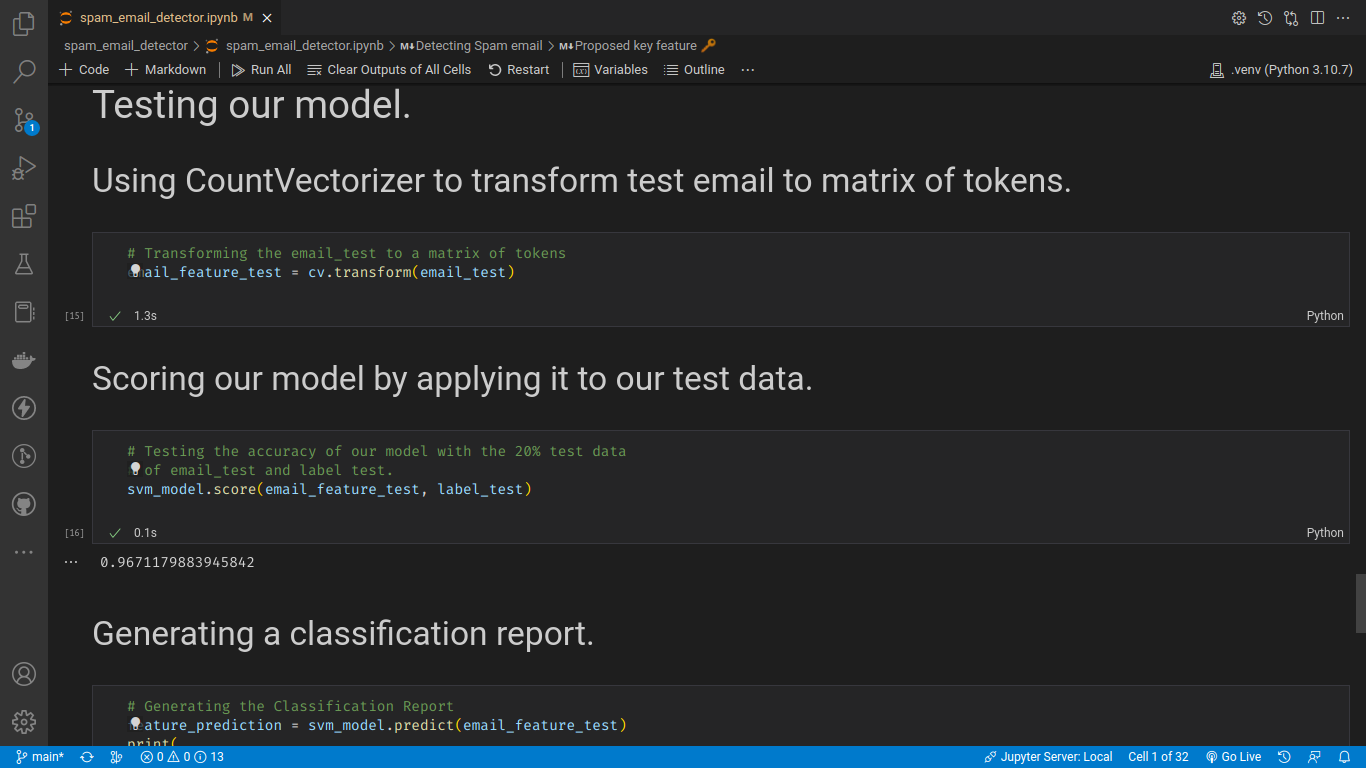 spam_email_detector.ipynb M
spam_email_detector > spam_email_detector.ipynb > M↓Detecting Spam email > M↓Proposed key feature 🔑
+ Code + Markdown Run All Clear Outputs of All Cells Restart Variables Outline ...
.venv (Python 3.10.7)
1
Testing our model.
Using CountVectorizer to transform test email to matrix of tokens.
# Transforming the email_test to a matrix of tokens
email_feature_test = cv.transform(email_test)
[15] ✓ 1.3s Python
Scoring our model by applying it to our test data.
# Testing the accuracy of our model with the 20% test data
# of email_test and label test.
svm_model.score(email_feature_test, label_test)
[16] ✓ 0.1s Python
... 0.9671179883945842
Generating a classification report.
# Generating the Classification Report
feature_prediction = svm_model.predict(email_feature_test)
print(
main* 0 0 13 Jupyter Server: Local Cell 1 of 32 Go Live